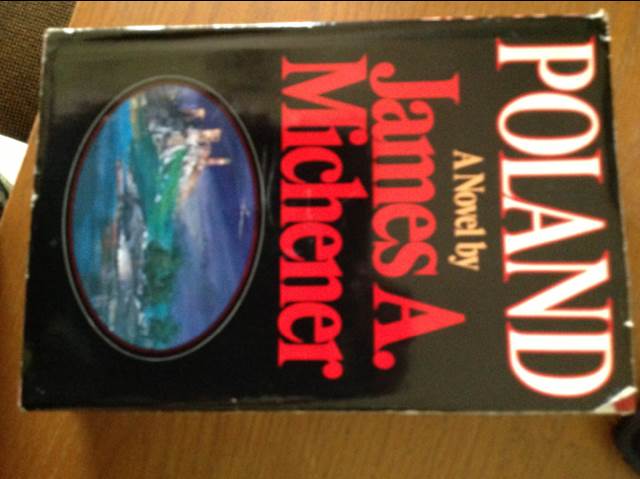 POLAND
A Novel by
James A.
Michener